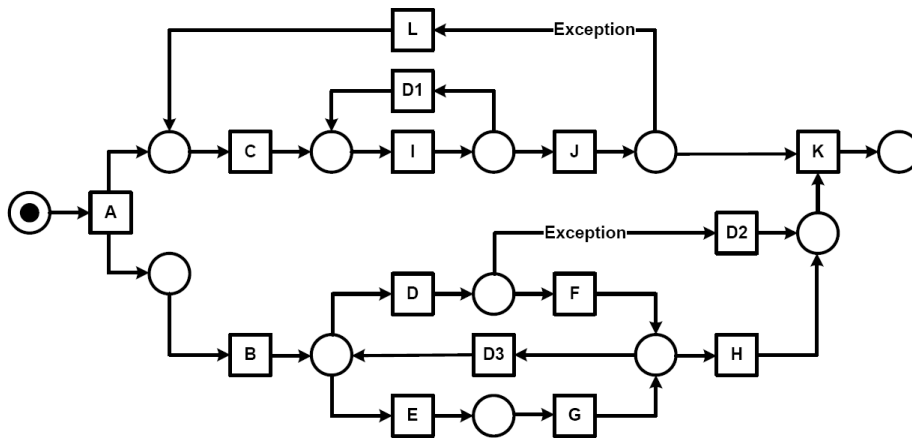 L Exception
D1
C I J K
A
Exception D2
D F
B D3 H
E G